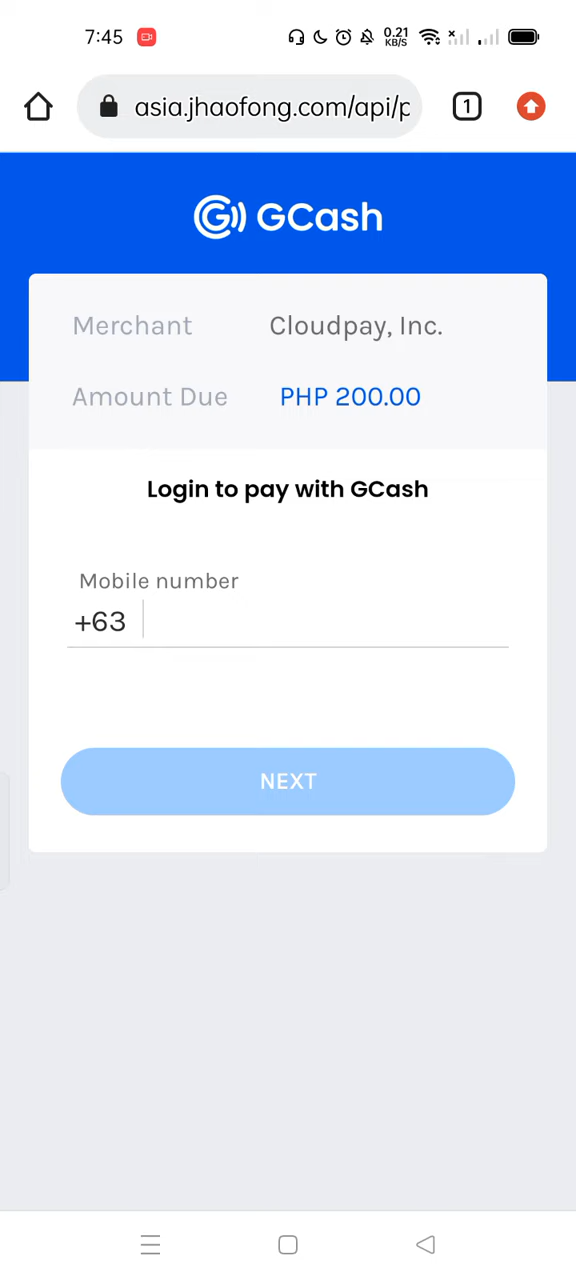 7:45
0.21
KB/S
asia.jhaofong.com/api/p
1
GCash
Merchant Cloudpay, Inc.
Amount Due PHP 200.00
Login to pay with GCash
Mobile number
+63
NEXT